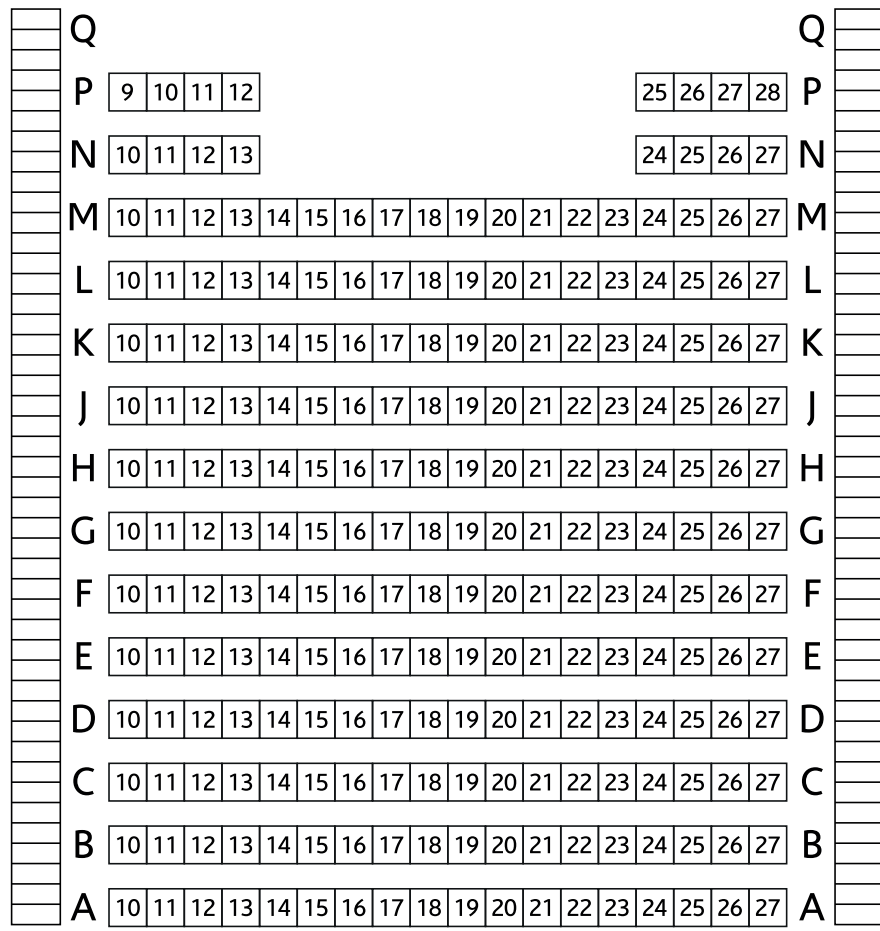 Q Q
P 9 10 11 12 25 26 27 28 P
N 10 11 12 13 24 25 26 27 N
M 10 11 12 13 14 15 16 17 18 19 20 21 22 23 24 25 26 27 M
L 10 11 12 13 14 15 16 17 18 19 20 21 22 23 24 25 26 27 L
K 10 11 12 13 14 15 16 17 18 19 20 21 22 23 24 25 26 27 K
J 10 11 12 13 14 15 16 17 18 19 20 21 22 23 24 25 26 27 J
H 10 11 12 13 14 15 16 17 18 19 20 21 22 23 24 25 26 27 H
G 10 11 12 13 14 15 16 17 18 19 20 21 22 23 24 25 26 27 G
F 10 11 12 13 14 15 16 17 18 19 20 21 22 23 24 25 26 27 F
E 10 11 12 13 14 15 16 17 18 19 20 21 22 23 24 25 26 27 E
D 10 11 12 13 14 15 16 17 18 19 20 21 22 23 24 25 26 27 D
C 10 11 12 13 14 15 16 17 18 19 20 21 22 23 24 25 26 27 C
B 10 11 12 13 14 15 16 17 18 19 20 21 22 23 24 25 26 27 B
A 10 11 12 13 14 15 16 17 18 19 20 21 22 23 24 25 26 27 A